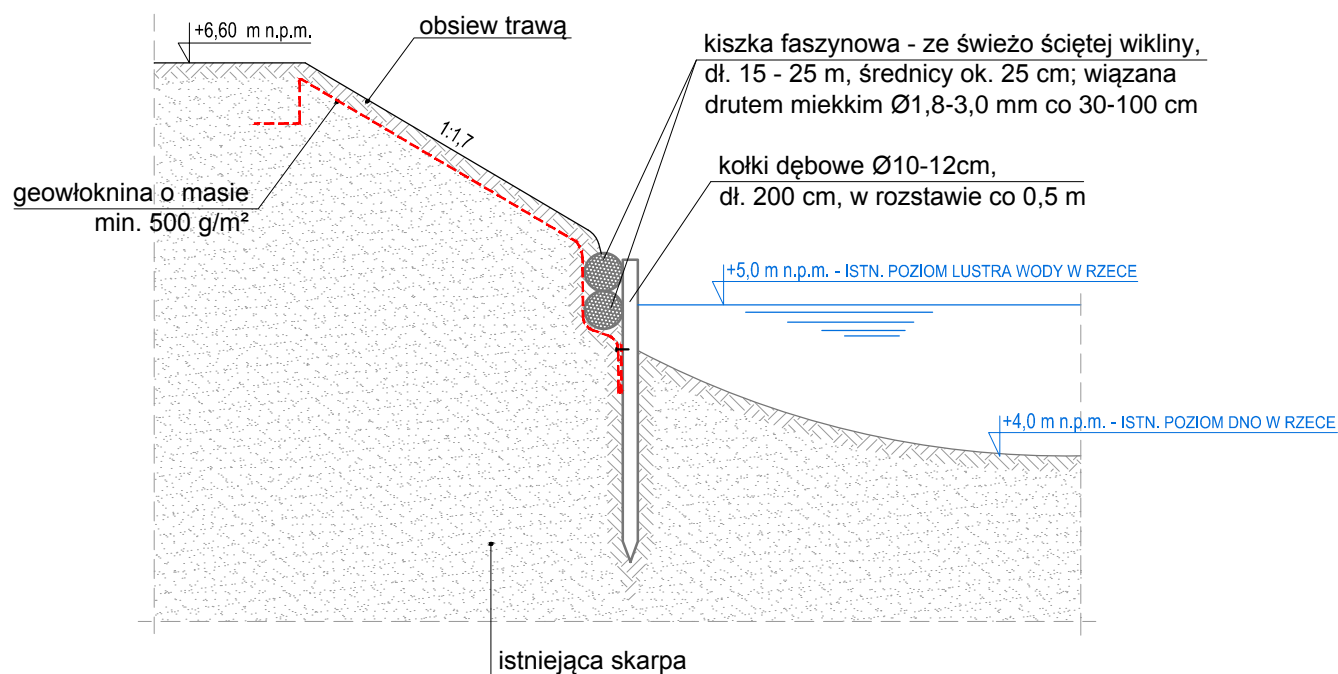 +6,60 m n.p.m.
obsiew trawą
kiszka faszynowa - ze świeżo ściętej wikliny,
dł. 15 - 25 m, średnicy ok. 25 cm; wiązana
drutem miekkim Ø1,8-3,0 mm co 30-100 cm
1:1,7
kołki dębowe Ø10-12cm,
dł. 200 cm, w rozstawie co 0,5 m
geowłoknina o masie
min. 500 g/m²
+5,0 m n.p.m. - ISTN. POZIOM LUSTRA WODY W RZECE
+4,0 m n.p.m. - ISTN. POZIOM DNO W RZECE
istniejąca skarpa